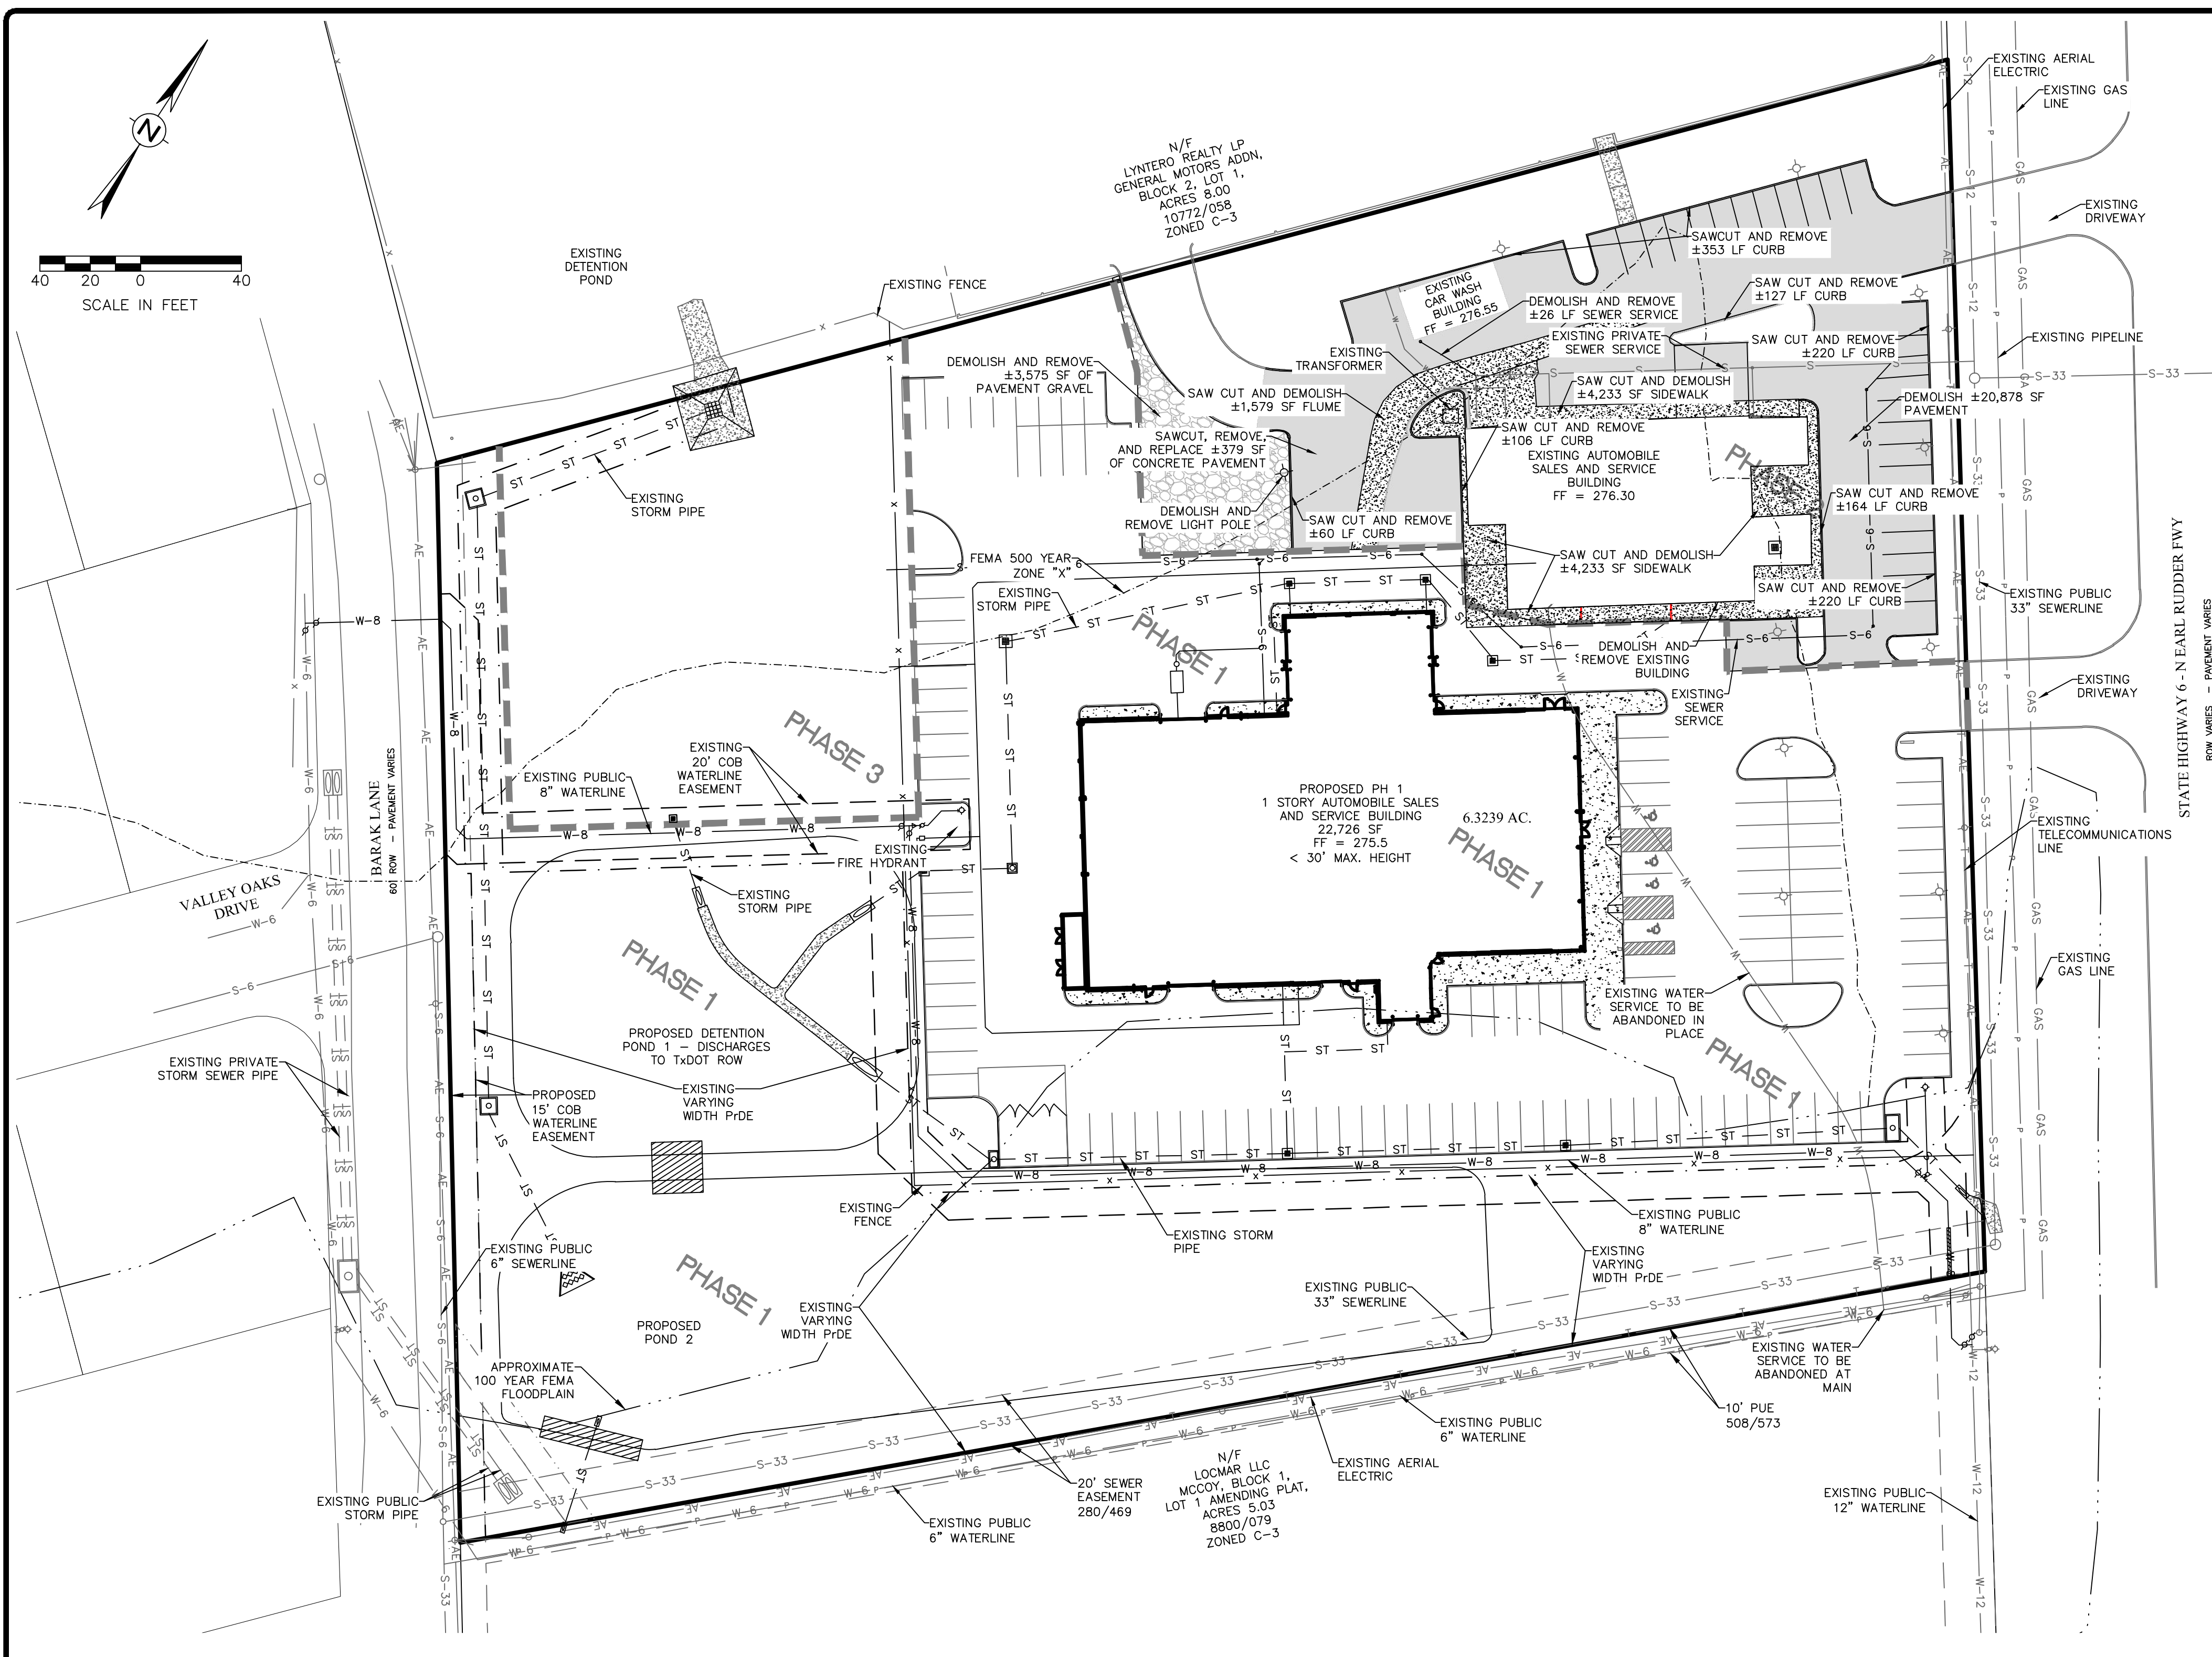 EXISTING AERIAL
ELECTRIC
EXISTING GAS
LINE
N
40 20 0 40
SCALE IN FEET
EXISTING
DETENTION
POND
N/F
LYNTERO REALTY LP
GENERAL MOTORS ADDN,
BLOCK 2, LOT 1,
ACRES 8.00
10772/058
ZONED C-3
EXISTING
DRIVEWAY
SAWCUT AND REMOVE
±353 LF CURB
EXISTING FENCE
EXISTING
CAR WASH
BUILDING
FF = 276.55
SAW CUT AND REMOVE
±127 LF CURB
DEMOLISH AND REMOVE
±26 LF SEWER SERVICE
EXISTING PRIVATE
SEWER SERVICE
SAW CUT AND REMOVE
±220 LF CURB
EXISTING PIPELINE
EXISTING
TRANSFORMER
DEMOLISH AND REMOVE
±3,575 SF OF
PAVEMENT GRAVEL
SAW CUT AND DEMOLISH
±1,579 SF FLUME
SAW CUT AND DEMOLISH
±4,233 SF SIDEWALK
DEMOLISH ±20,878 SF
PAVEMENT
SAWCUT, REMOVE,
AND REPLACE ±379 SF
OF CONCRETE PAVEMENT
SAW CUT AND REMOVE
±106 LF CURB
EXISTING AUTOMOBILE
SALES AND SERVICE
BUILDING
FF = 276.30
SAW CUT AND REMOVE
±164 LF CURB
EXISTING
STORM PIPE
DEMOLISH AND
REMOVE LIGHT POLE
SAW CUT AND REMOVE
±60 LF CURB
FEMA 500 YEAR
ZONE "X"
SAW CUT AND DEMOLISH
±4,233 SF SIDEWALK
EXISTING
STORM PIPE
SAW CUT AND REMOVE
±220 LF CURB
EXISTING PUBLIC
33" SEWERLINE
STATE HIGHWAY 6 - N EARL RUDDER FWY
ROW VARIES - PAVEMENT VARIES
PHASE 1
DEMOLISH AND
REMOVE EXISTING
BUILDING
EXISTING
SEWER
SERVICE
EXISTING
DRIVEWAY
PHASE 3
EXISTING
20' COB
WATERLINE
EASEMENT
EXISTING PUBLIC
8" WATERLINE
BARAK LANE
60' ROW - PAVEMENT VARIES
PROPOSED PH 1
1 STORY AUTOMOBILE SALES
AND SERVICE BUILDING
22,726 SF
FF = 275.5
< 30' MAX. HEIGHT
6.3239 AC.
PHASE 1
EXISTING
TELECOMMUNICATIONS
LINE
EXISTING
FIRE HYDRANT
VALLEY OAKS
DRIVE
EXISTING
STORM PIPE
PHASE 1
EXISTING WATER
SERVICE TO BE
ABANDONED IN
PLACE
EXISTING
GAS LINE
PROPOSED DETENTION
POND 1 - DISCHARGES
TO TxDOT ROW
EXISTING PRIVATE
STORM SEWER PIPE
PROPOSED
15' COB
WATERLINE
EASEMENT
EXISTING
VARYING
WIDTH PrDE
PHASE 1
EXISTING
FENCE
EXISTING STORM
PIPE
EXISTING PUBLIC
8" WATERLINE
EXISTING PUBLIC
6" SEWERLINE
PHASE 1
EXISTING
VARYING
WIDTH PrDE
EXISTING PUBLIC
33" SEWERLINE
EXISTING
VARYING
WIDTH PrDE
PROPOSED
POND 2
APPROXIMATE
100 YEAR FEMA
FLOODPLAIN
EXISTING WATER
SERVICE TO BE
ABANDONED AT
MAIN
10' PUE
508/573
EXISTING PUBLIC
6" WATERLINE
EXISTING AERIAL
ELECTRIC
N/F
LOCMAR LLC
MCCOY, BLOCK 1,
LOT 1 AMENDING PLAT,
ACRES 5.03
8800/079
ZONED C-3
20' SEWER
EASEMENT
280/469
EXISTING PUBLIC
STORM PIPE
EXISTING PUBLIC
6" WATERLINE
EXISTING PUBLIC
12" WATERLINE